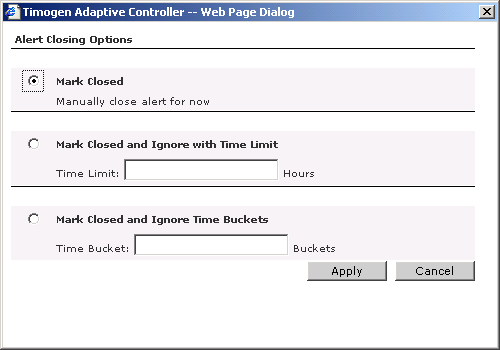 Timogen Adaptive Controller -- Web Page Dialog
Alert Closing Options
Mark Closed
Manually close alert for now
Mark Closed and Ignore with Time Limit
Time Limit: Hours
Mark Closed and Ignore Time Buckets
Time Bucket: Buckets
Apply Cancel